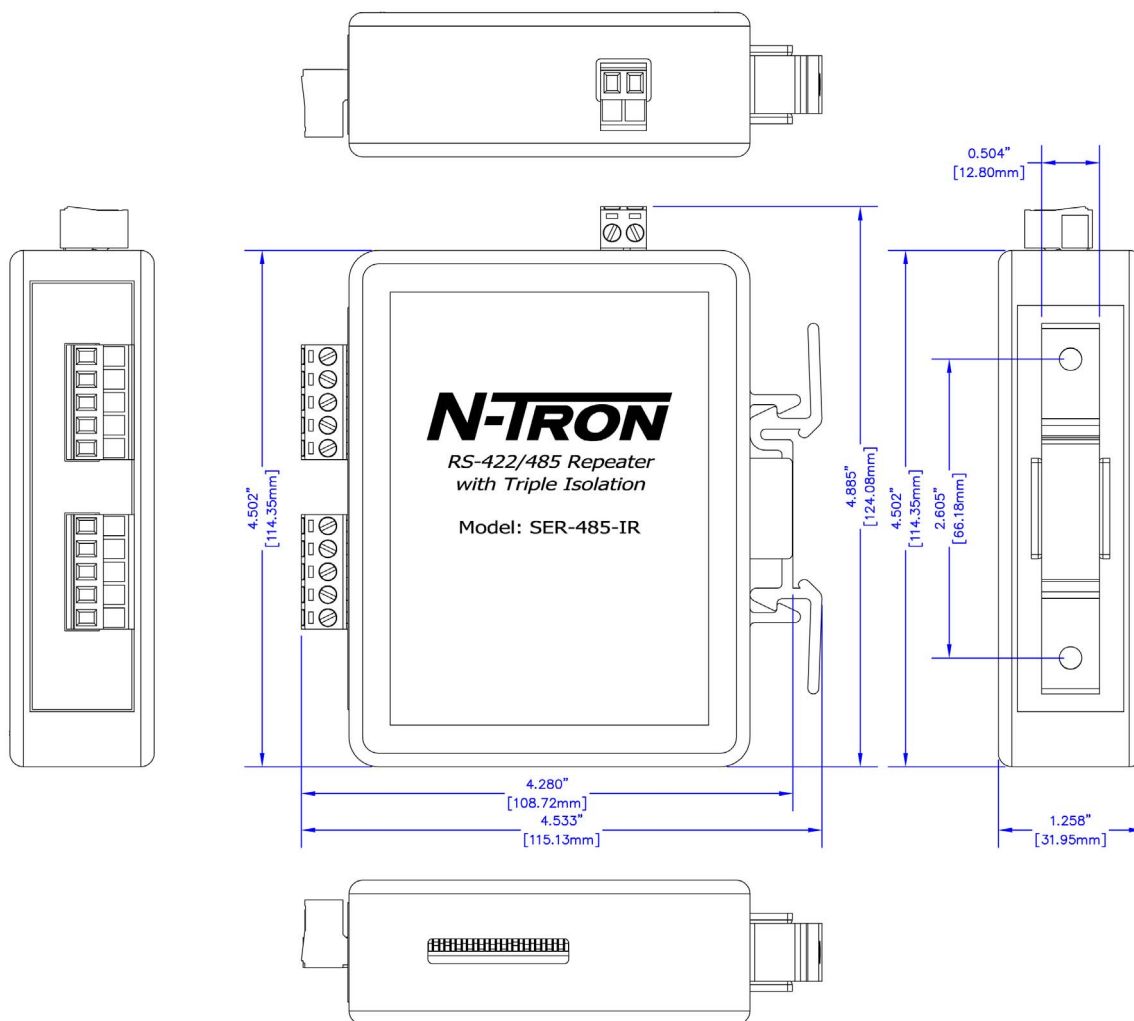 0.504"
[12.80mm]
N-TRON
RS-422/485 Repeater
with Triple Isolation
Model: SER-485-IR
4.502"
[114.35mm]
4.885"
[124.08mm]
4.502"
[114.35mm]
2.605"
[66.18mm]
4.280"
[108.72mm]
4.533"
[115.13mm]
1.258"
[31.95mm]